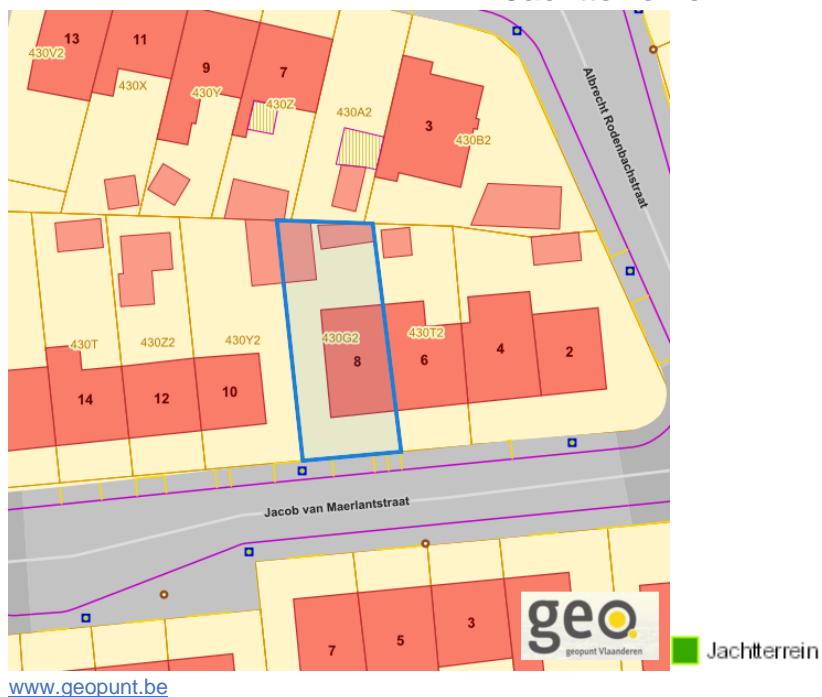 13
11
9
7
430V2
430X
430Y
430Z
430A2
3
430B2
Albrecht Rodenbachstraat
430T
430Z2
430Y2
430G2
430T2
14
12
10
8
6
4
2
Jacob van Maerlantstraat
7
5
3
geo.
geopunt Vlaanderen
Jachtterrein
www.geopunt.be